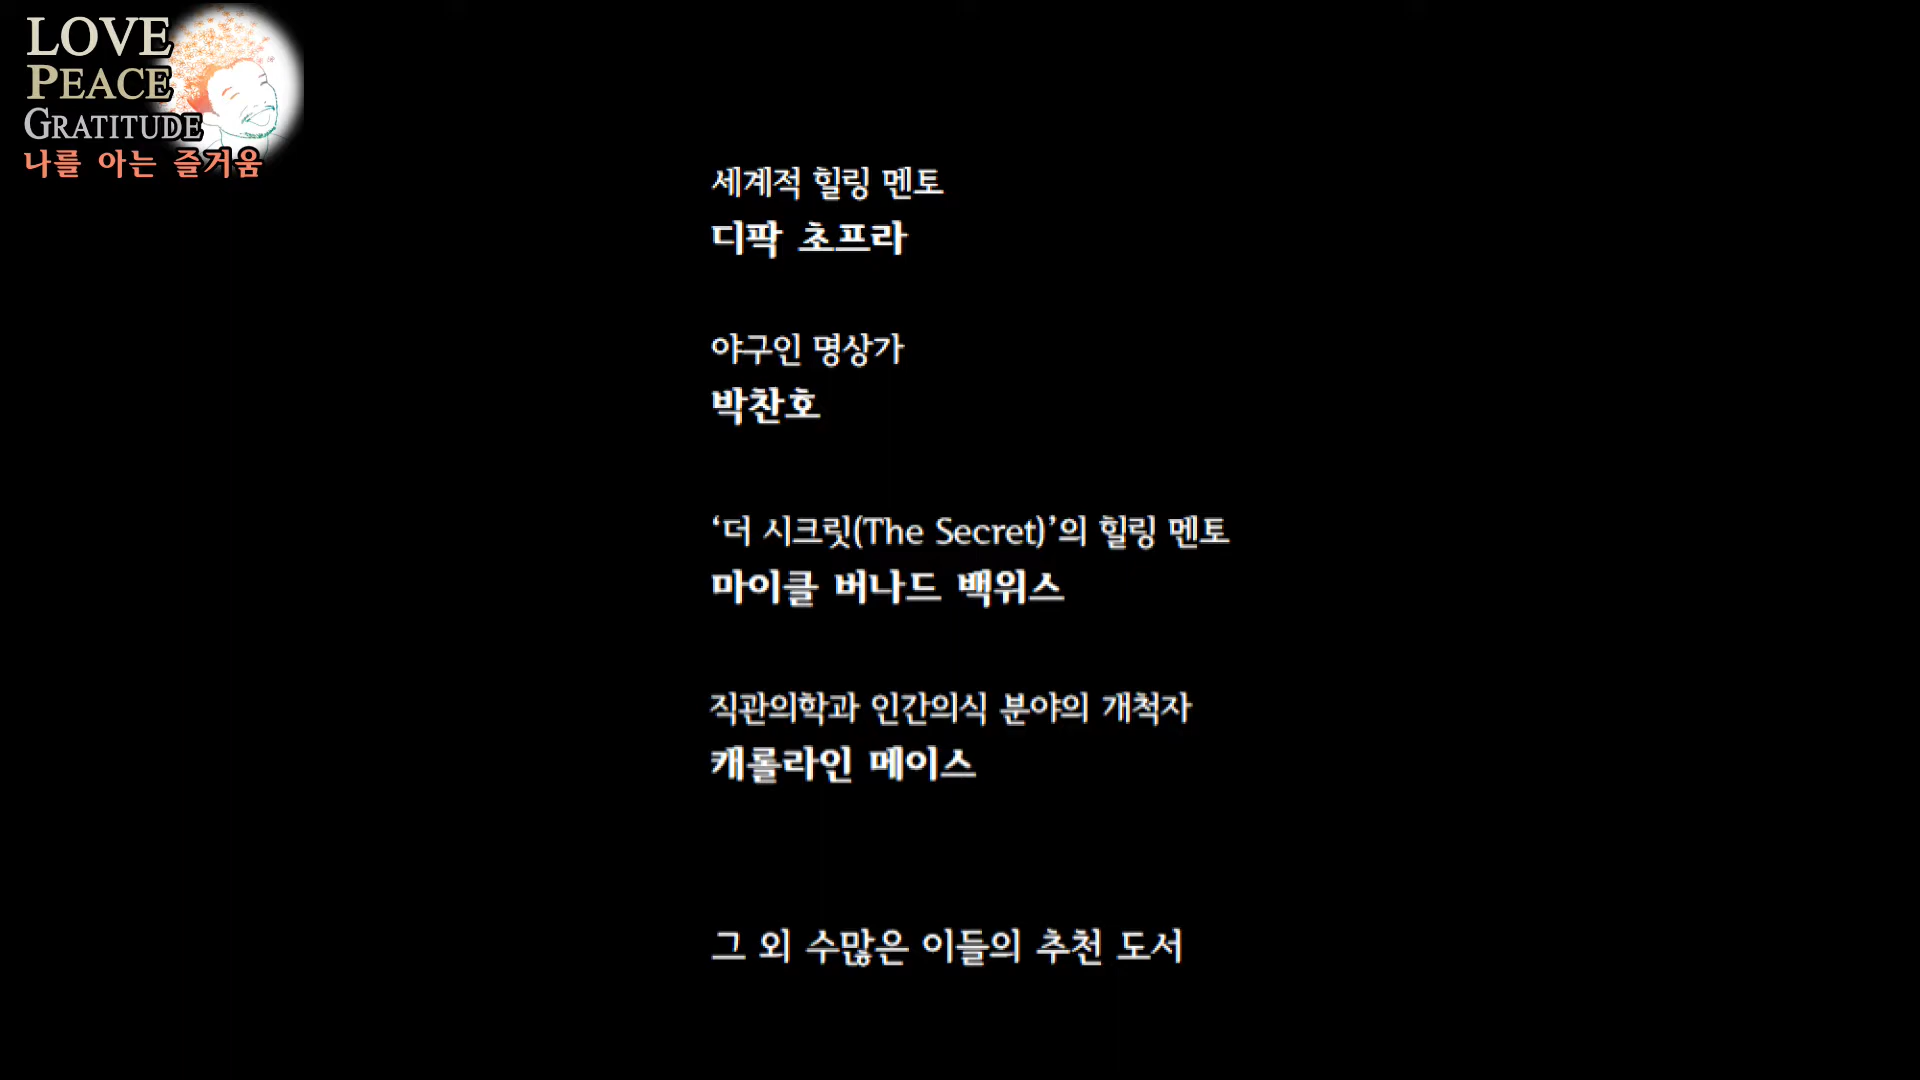 LOVE
PEACE
GRATITUDE
나를 아는 즐거움
세계적 힐링 멘토
디팍 초프라
야구인 명상가
박찬호
‘더 시크릿(The Secret)’의 힐링 멘토
마이클 버나드 백위스
직관의학과 인간의식 분야의 개척자
캐롤라인 메이스
그 외 수많은 이들의 추천 도서